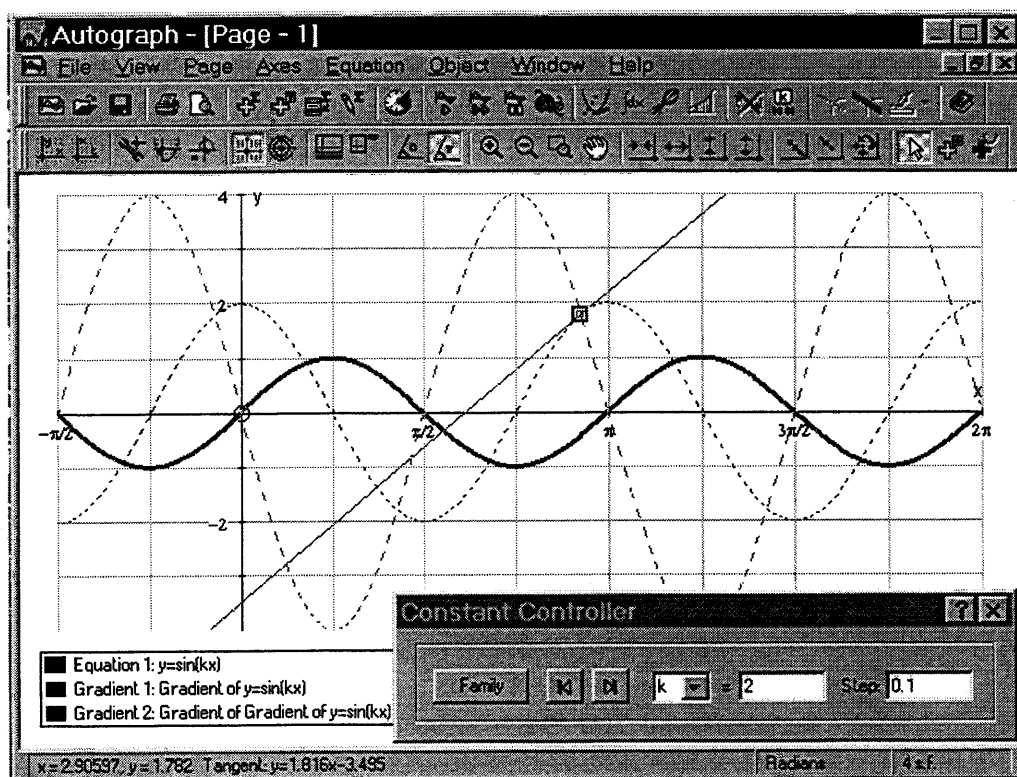 Autograph - [Page - 1]
File View Page Axes Equation Object Window Help
4 y
2
x
-π/2 π/2 π 3π/2 2π
-2
Constant Controller
Family k = 2 Step: 0.1
Equation 1: y=sin(kx)
Gradient 1: Gradient of y=sin(kx)
Gradient 2: Gradient of Gradient of y=sin(kx)
x=2.90597, y=1.782 Tangent: y=1.816x-3.495 Radians 4 s.f.